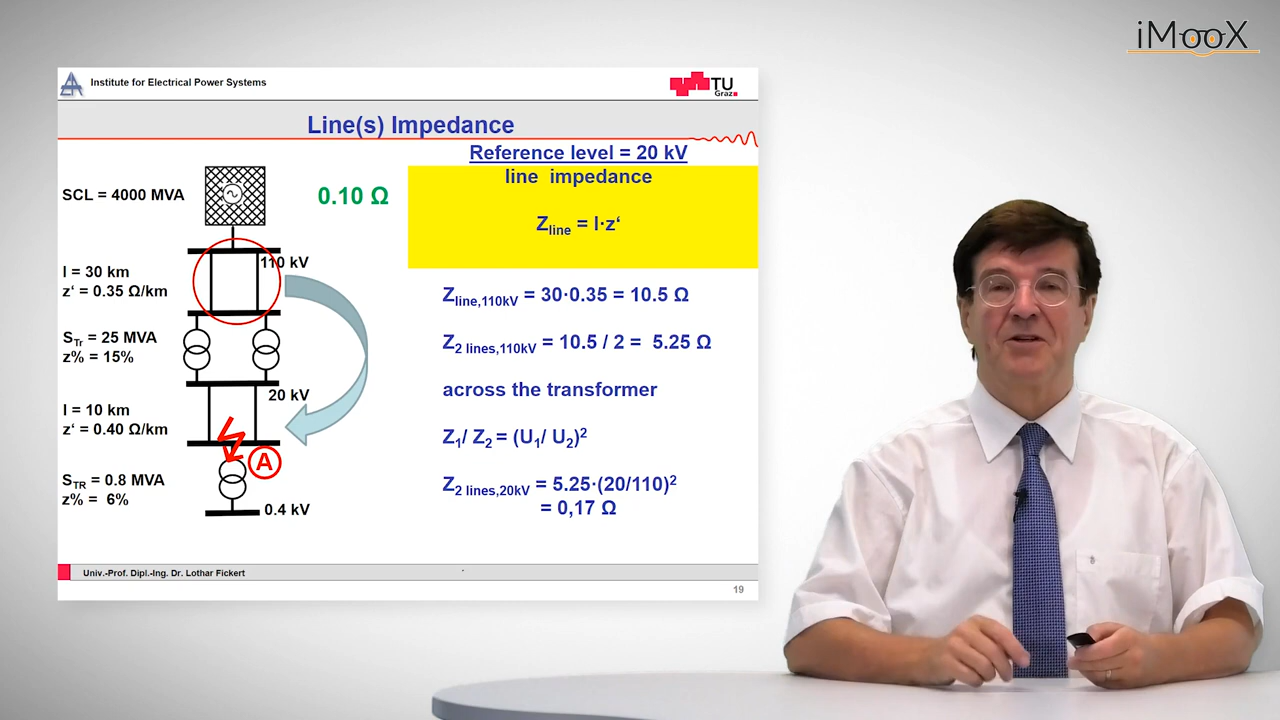 iMooX
Institute for Electrical Power Systems
TU
Graz
Line(s) Impedance
Reference level = 20 kV
line impedance
Zline = l·z‘
SCL = 4000 MVA
0.10 Ω
110 kV
l = 30 km
z‘ = 0.35 Ω/km
STr = 25 MVA
z% = 15%
20 kV
l = 10 km
z‘ = 0.40 Ω/km
A
STR = 0.8 MVA
z% = 6%
0.4 kV
Zline,110kV = 30·0.35 = 10.5 Ω
Z2 lines,110kV = 10.5 / 2 = 5.25 Ω
across the transformer
Z1/ Z2 = (U1/ U2)²
Z2 lines,20kV = 5.25·(20/110)²
= 0,17 Ω
Univ.-Prof. Dipl.-Ing. Dr. Lothar Fickert
19